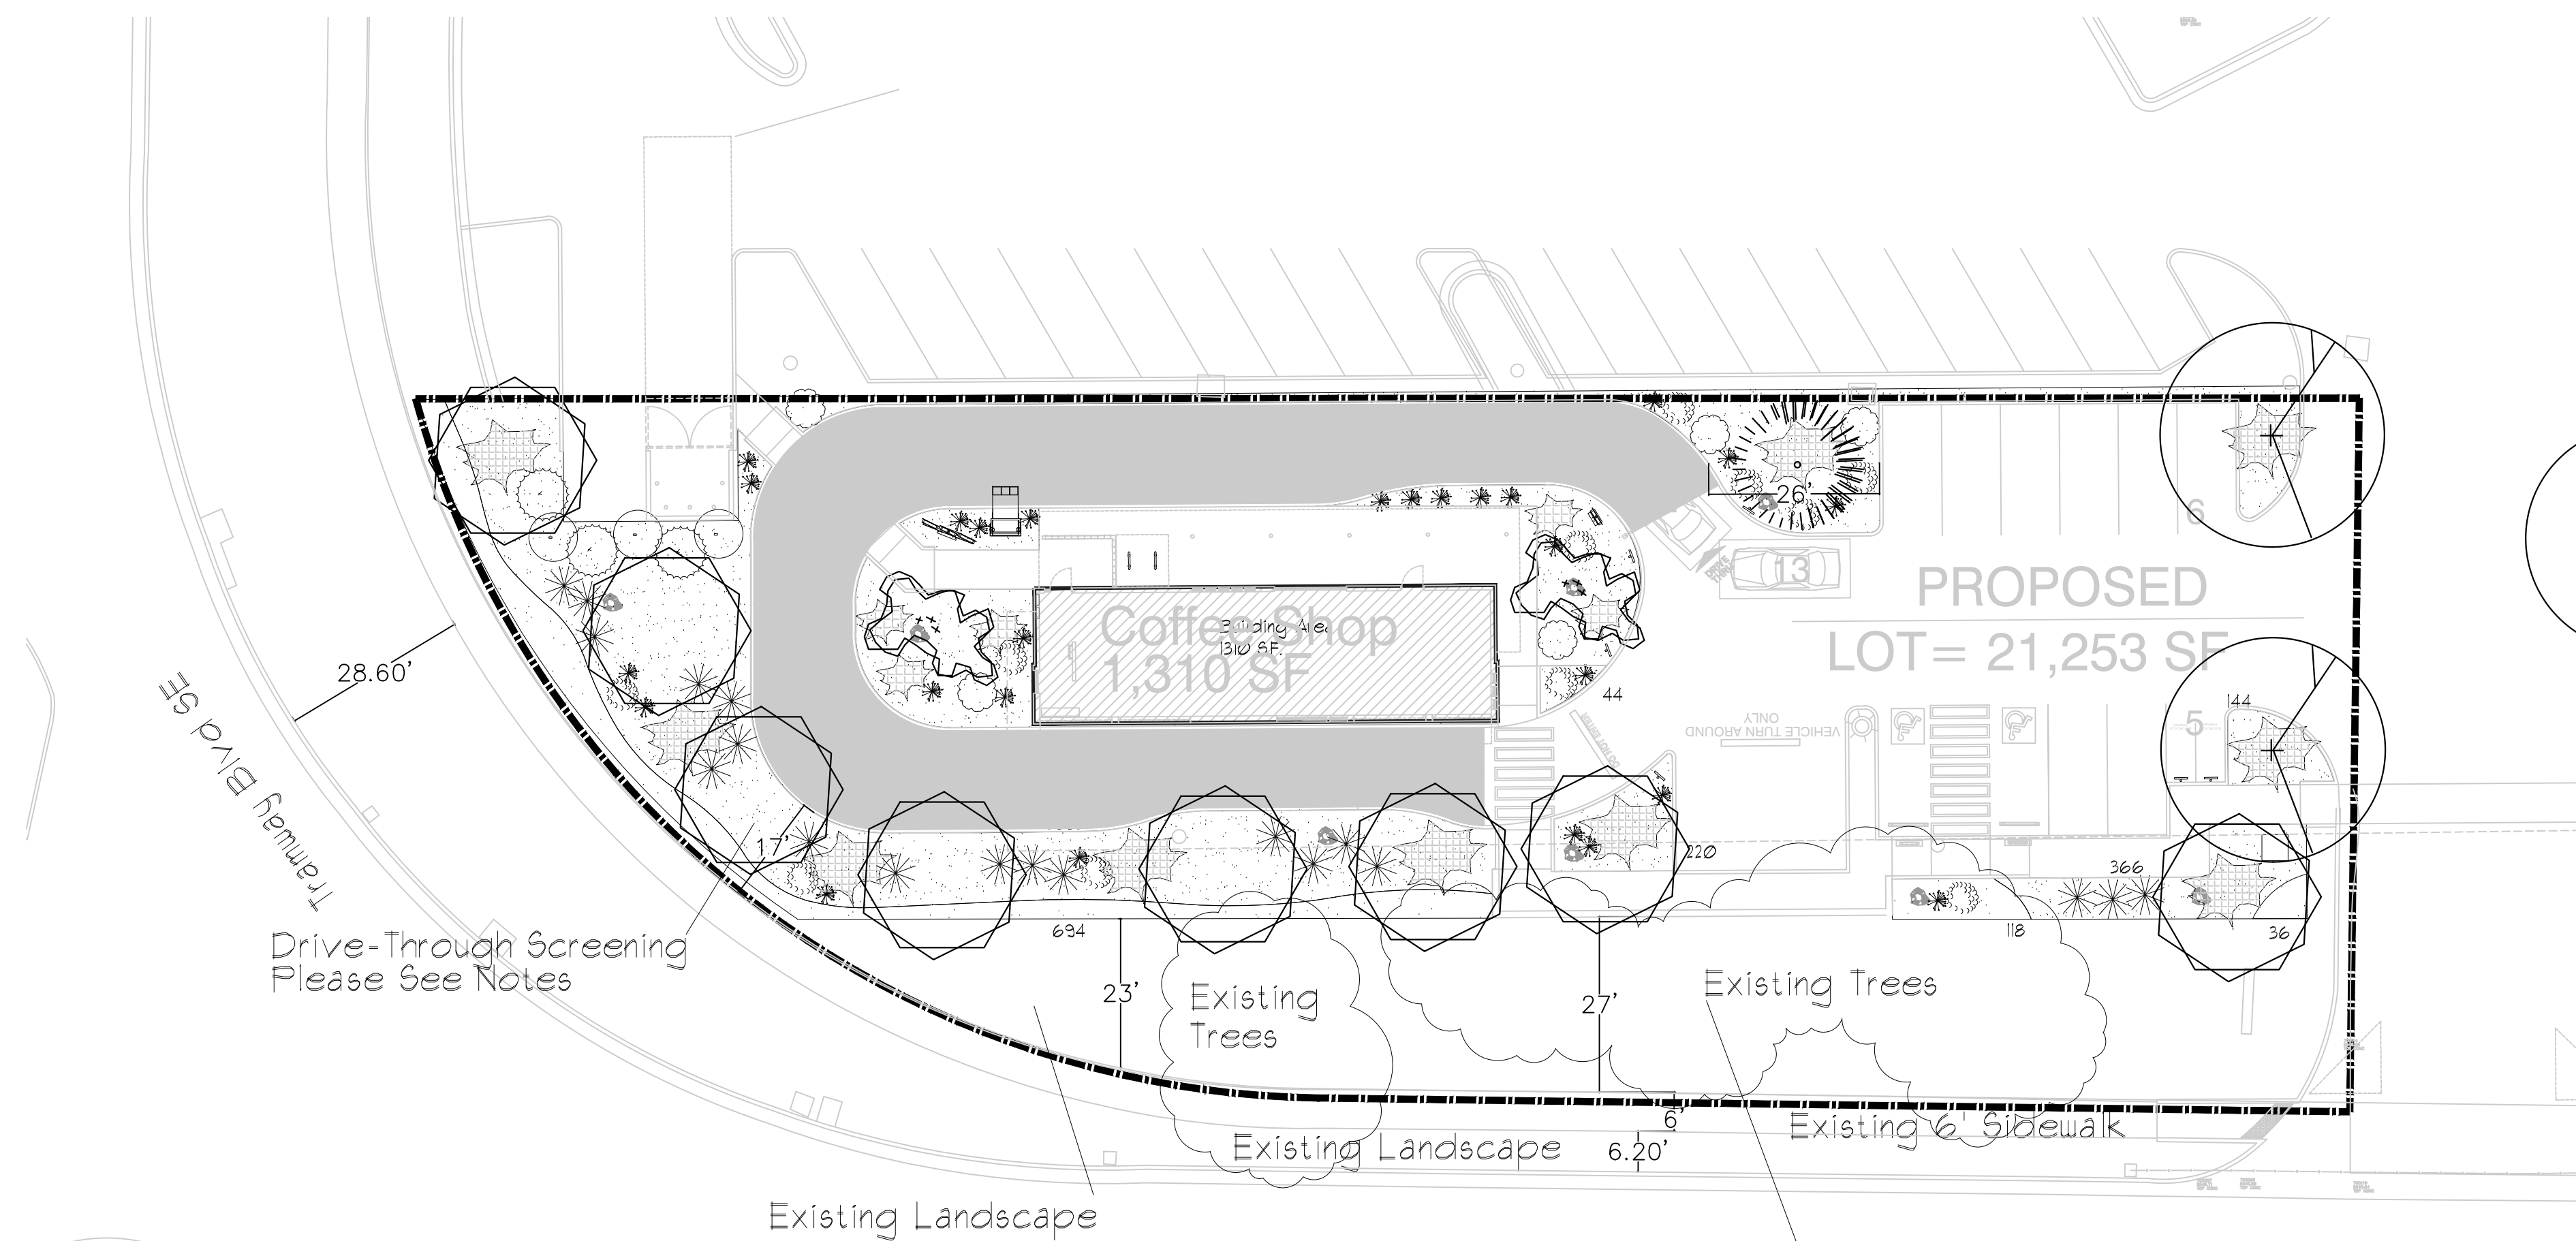 26'
6
13
PROPOSED
LOT= 21,253 SF
Coffee Shop
1,310 SF
Building Area
1310 SF.
28.60'
Tramway Blvd SE
44
144
5
VEHICLE TURN AROUND
ONLY
DO NOT ENTER
17'
220
366
694
118
36
Drive-Through Screening
Please See Notes
23'
Existing
Trees
27'
Existing Trees
6'
Existing 6' Sidewalk
Existing Landscape
6.20'
Existing Landscape